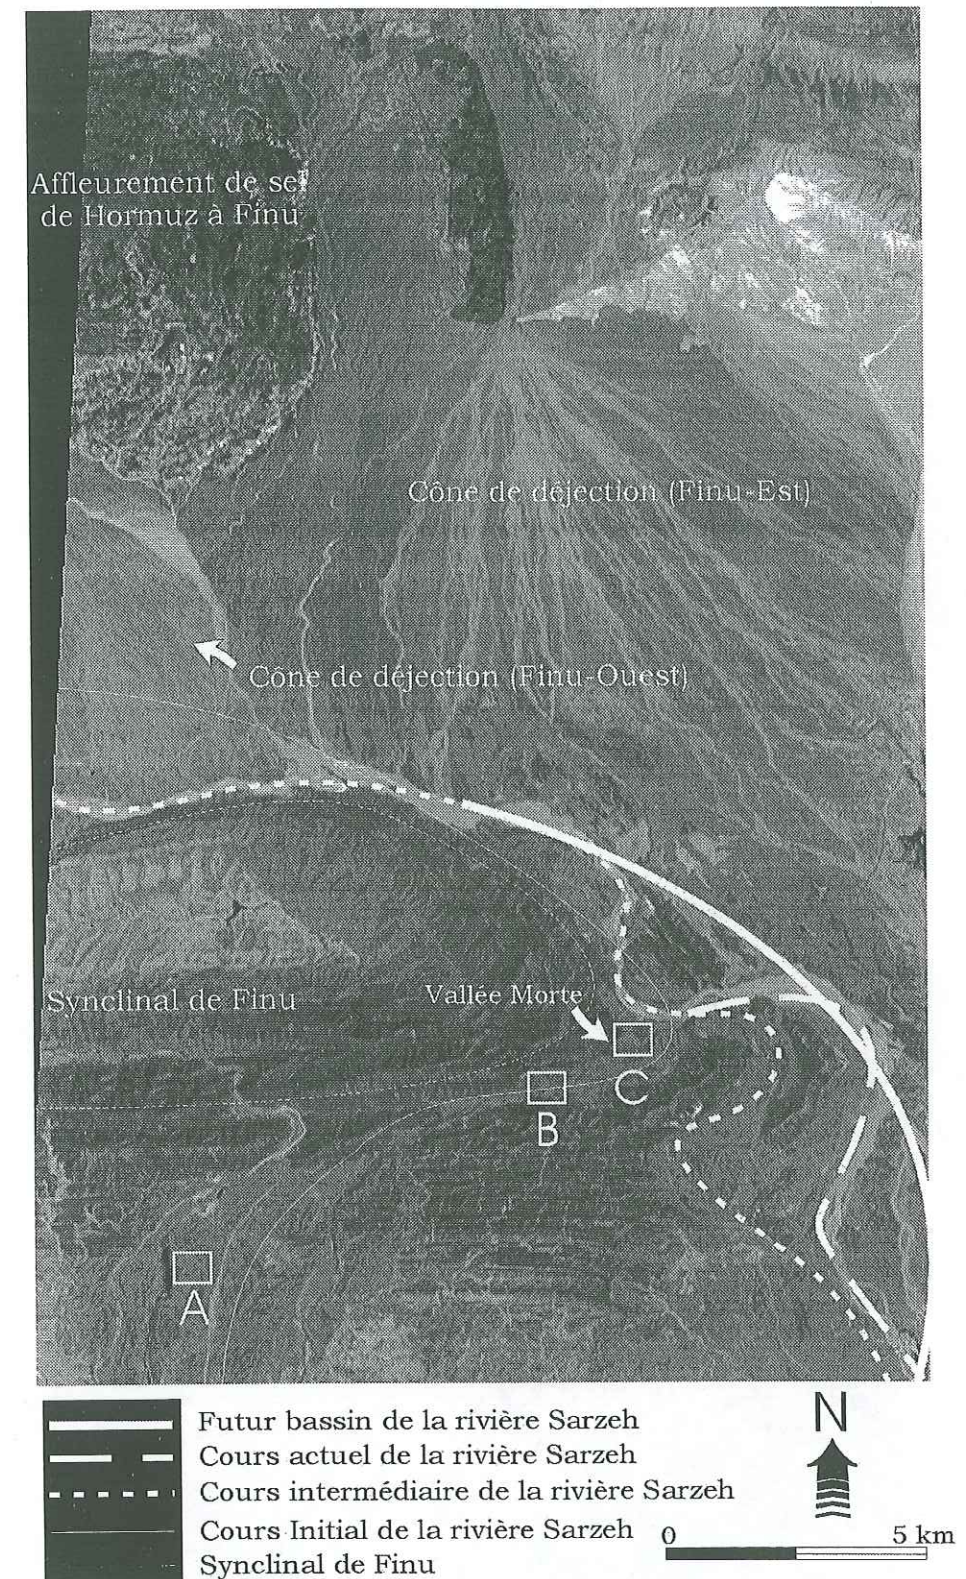 Affleurement de sel
de Hormuz à Finu
Cône de déjection (Finu-Est)
Cône de déjection (Finu-Ouest)
Synclinal de Finu
Vallée Morte
C
B
A
Futur bassin de la rivière Sarzeh
Cours actuel de la rivière Sarzeh
Cours intermédiaire de la rivière Sarzeh
Cours Initial de la rivière Sarzeh
Synclinal de Finu
N
0 5 km